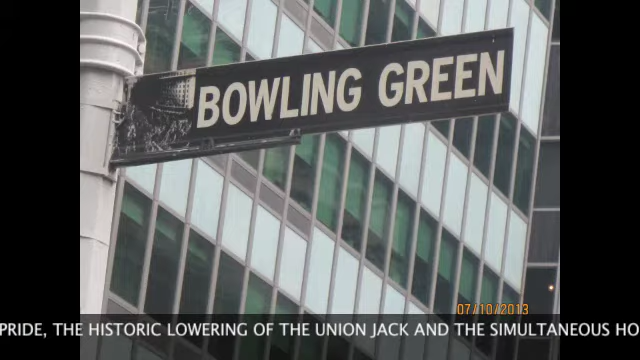 BOWLING GREEN
07/10/2013
PRIDE, THE HISTORIC LOWERING OF THE UNION JACK AND THE SIMULTANEOUS HO